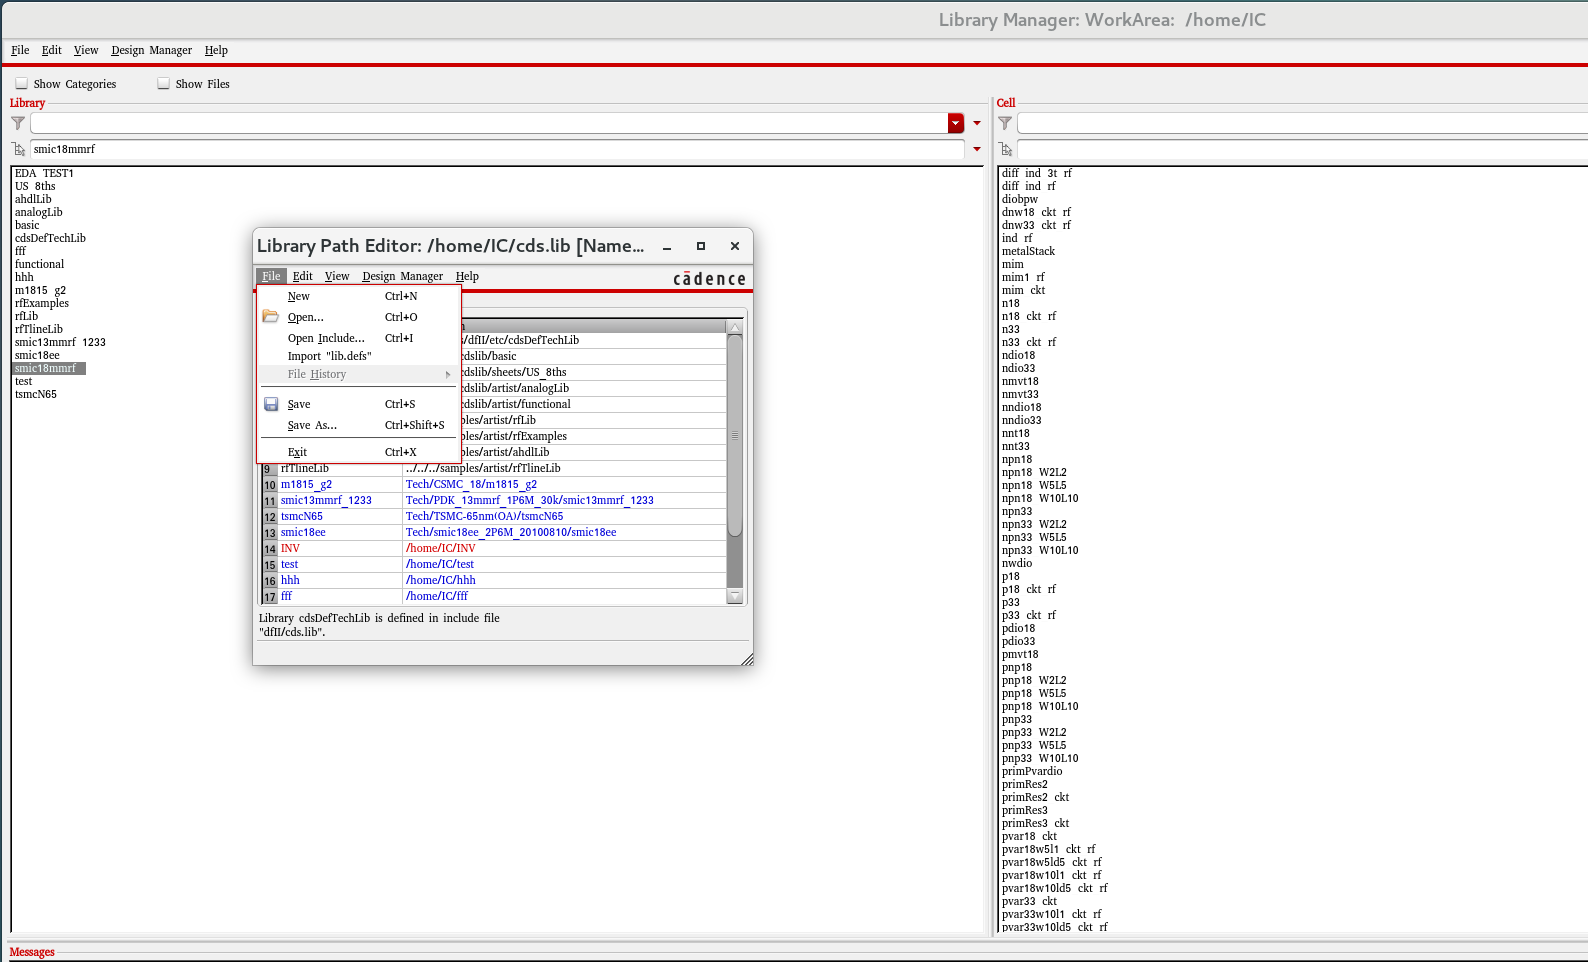 Library Manager: WorkArea: /home/IC
File Edit View Design Manager Help
Show Categories Show Files
Library
smic18mmrf
EDA TEST1
US 8ths
ahdlLib
analogLib
basic
cdsDefTechLib
fff
functional
hhh
m1815 g2
rfExamples
rfLib
rfTlineLib
smic13mmrf 1233
smic18ee
smic18mmrf
test
tsmcN65
Library Path Editor: /home/IC/cds.lib [Name...
File Edit View Design Manager Help
cādence
New Ctrl+N
Open... Ctrl+O
Open Include... Ctrl+I
Import "lib.defs"
File History
Save Ctrl+S
Save As... Ctrl+Shift+S
Exit Ctrl+X
s/dfII/etc/cdsDefTechLib
cdslib/basic
cdslib/sheets/US_8ths
cdslib/artist/analogLib
cdslib/artist/functional
ples/artist/rfLib
ples/artist/rfExamples
ples/artist/ahdlLib
9 rfTlineLib ../../../samples/artist/rfTlineLib
10 m1815_g2 Tech/CSMC_18/m1815_g2
11 smic13mmrf_1233 Tech/PDK_13mmrf_1P6M_30k/smic13mmrf_1233
12 tsmcN65 Tech/TSMC-65nm(OA)/tsmcN65
13 smic18ee Tech/smic18ee_2P6M_20100810/smic18ee
14 INV /home/IC/INV
15 test /home/IC/test
16 hhh /home/IC/hhh
17 fff /home/IC/fff
Library cdsDefTechLib is defined in include file
"dfII/cds.lib".
Cell
diff ind 3t rf
diff ind rf
diobpw
dnw18 ckt rf
dnw33 ckt rf
ind rf
metalStack
mim
mim1 rf
mim ckt
n18
n18 ckt rf
n33
n33 ckt rf
ndio18
ndio33
nmvt18
nmvt33
nndio18
nndio33
nnt18
nnt33
npn18
npn18 W2L2
npn18 W5L5
npn18 W10L10
npn33
npn33 W2L2
npn33 W5L5
npn33 W10L10
nwdio
p18
p18 ckt rf
p33
p33 ckt rf
pdio18
pdio33
pmvt18
pnp18
pnp18 W2L2
pnp18 W5L5
pnp18 W10L10
pnp33
pnp33 W2L2
pnp33 W5L5
pnp33 W10L10
primPvardio
primRes2
primRes2 ckt
primRes3
primRes3 ckt
pvar18 ckt
pvar18w5l1 ckt rf
pvar18w5ld5 ckt rf
pvar18w10l1 ckt rf
pvar18w10ld5 ckt rf
pvar33 ckt
pvar33w10l1 ckt rf
pvar33w10ld5 ckt rf
Messages